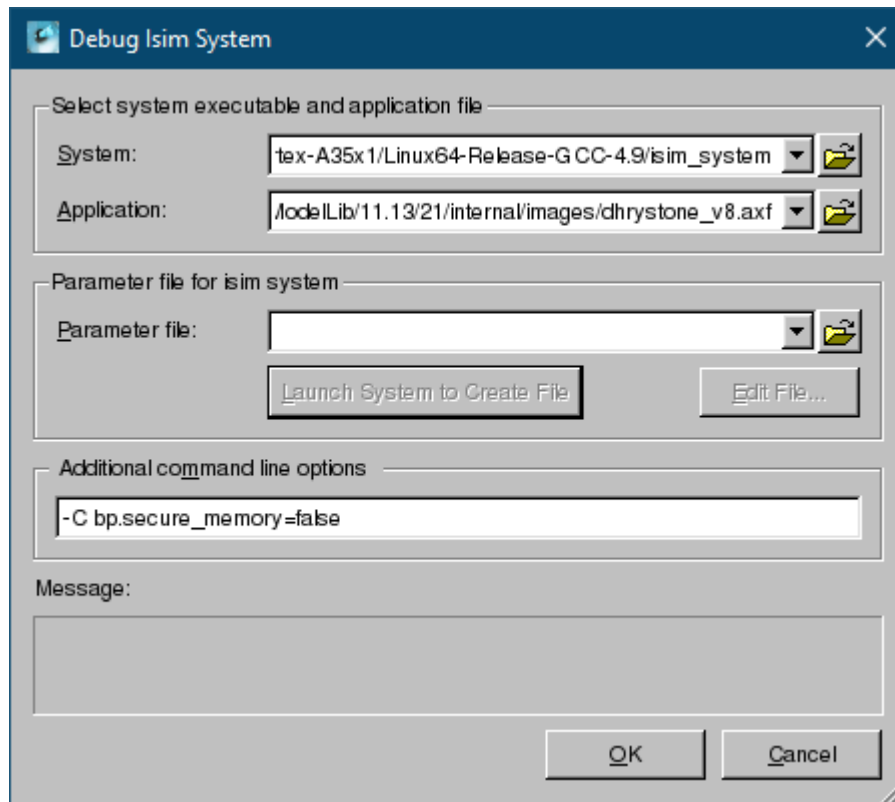 Debug Isim System
Select system executable and application file
System: tex-A35x1/Linux64-Release-GCC-4.9/isim_system
Application: /lodelLib/11.13/21/internal/images/dhrystone_v8.axf
Parameter file for isim system
Parameter file:
Launch System to Create File Edit File...
Additional command line options
-C bp.secure_memory=false
Message:
OK Cancel